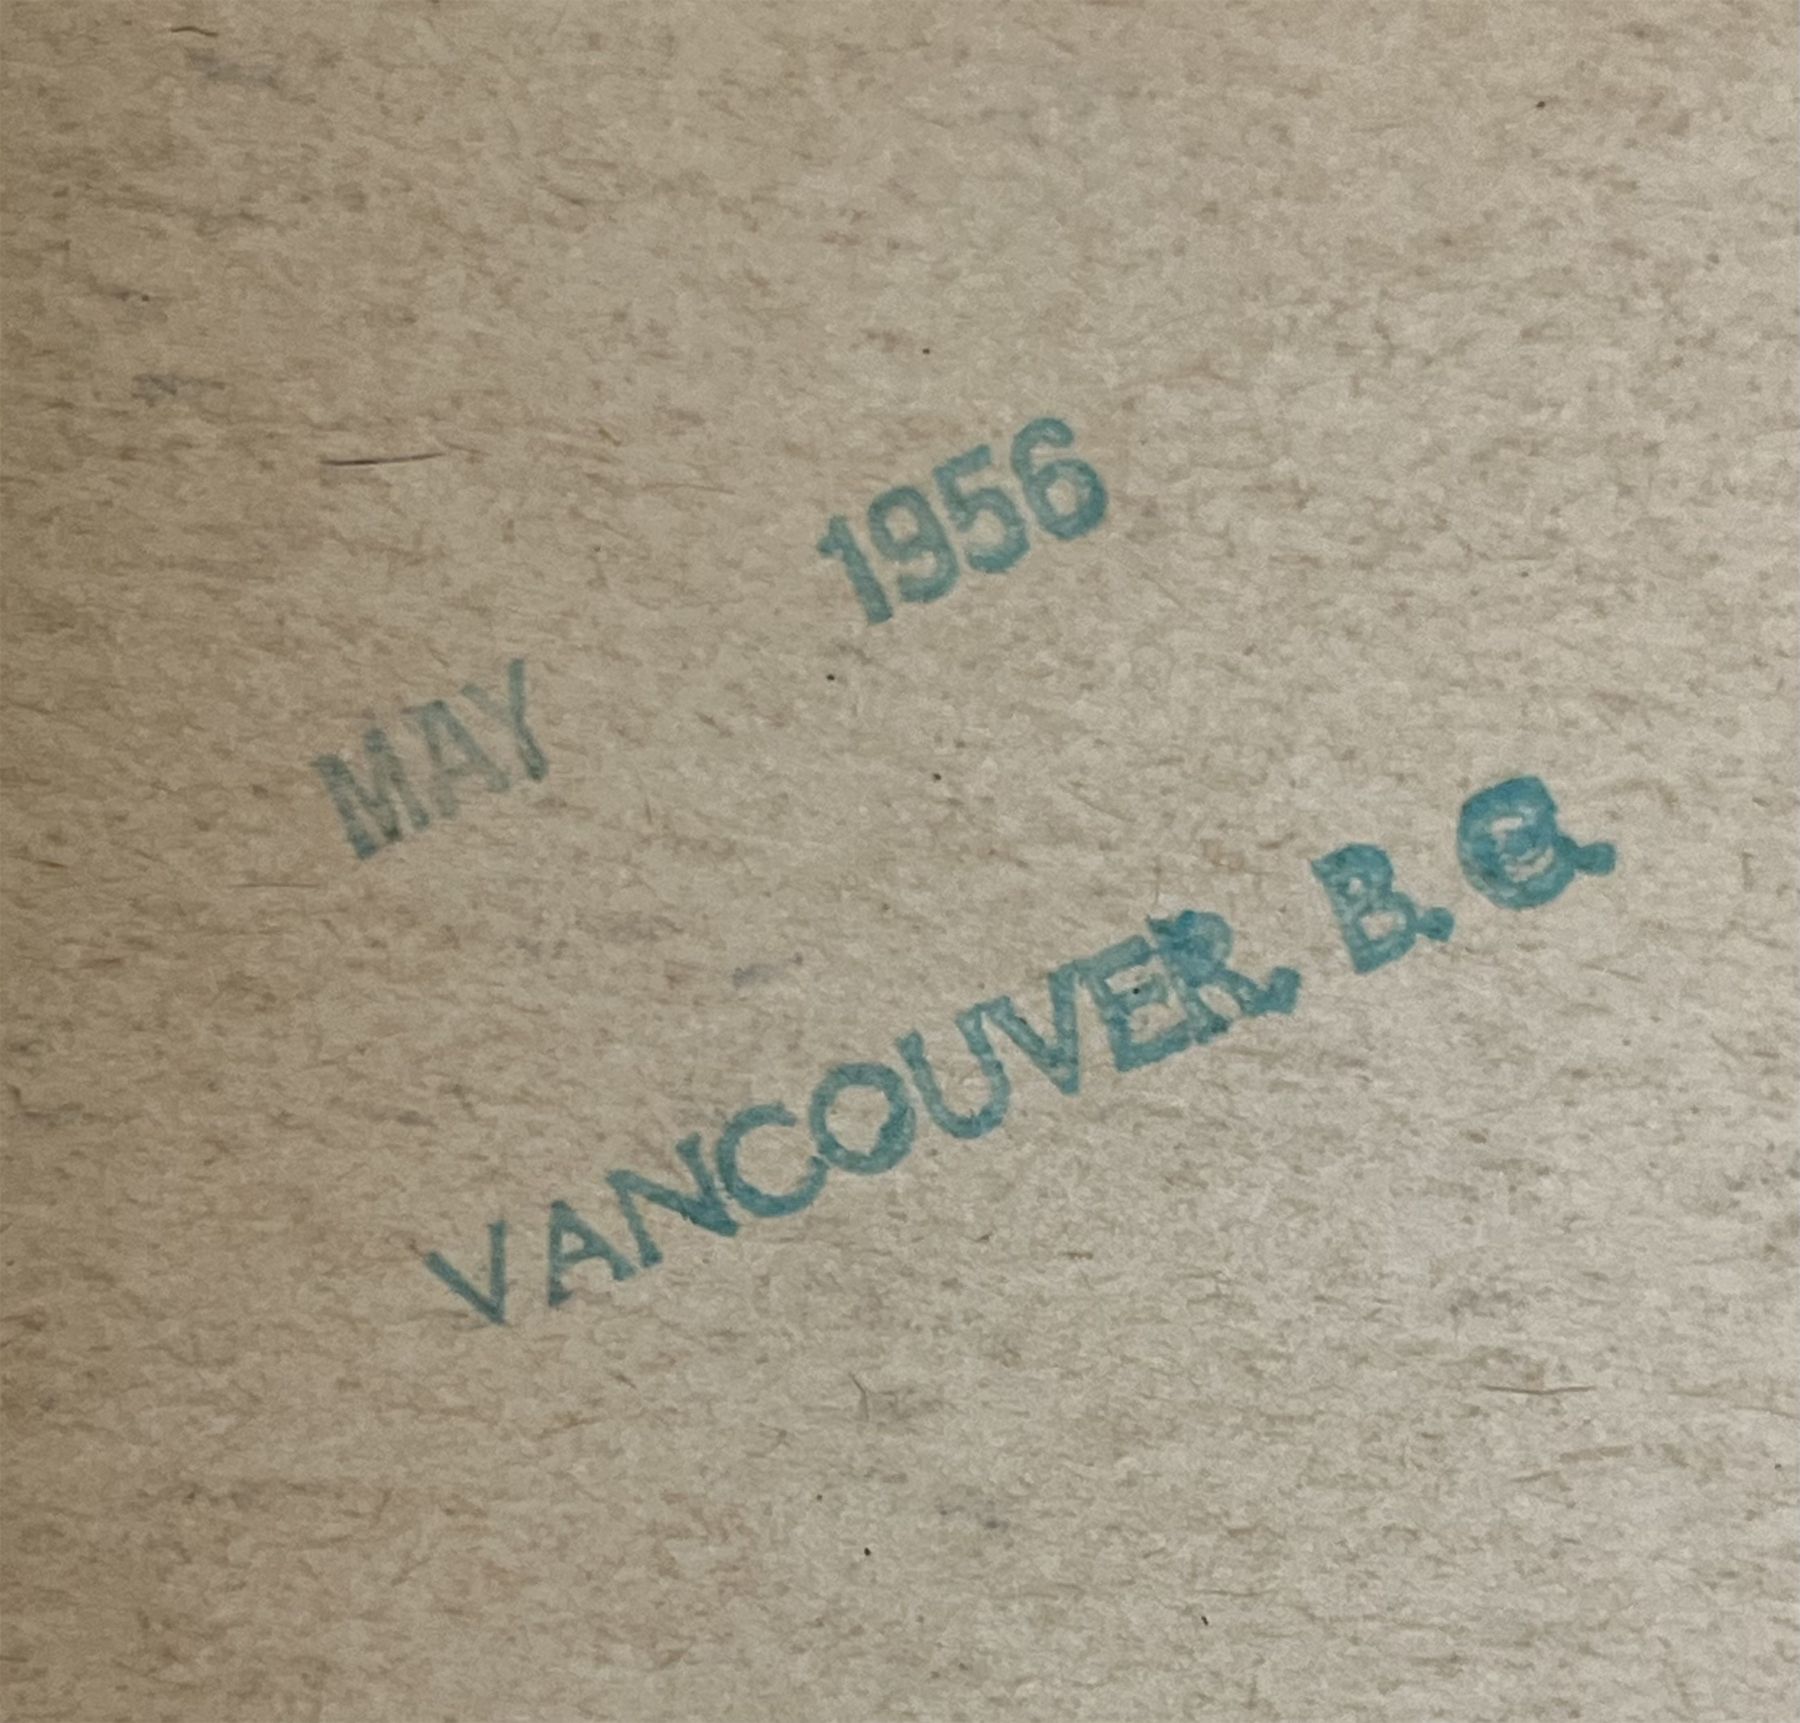 MAY 1956
VANCOUVER. B. C.